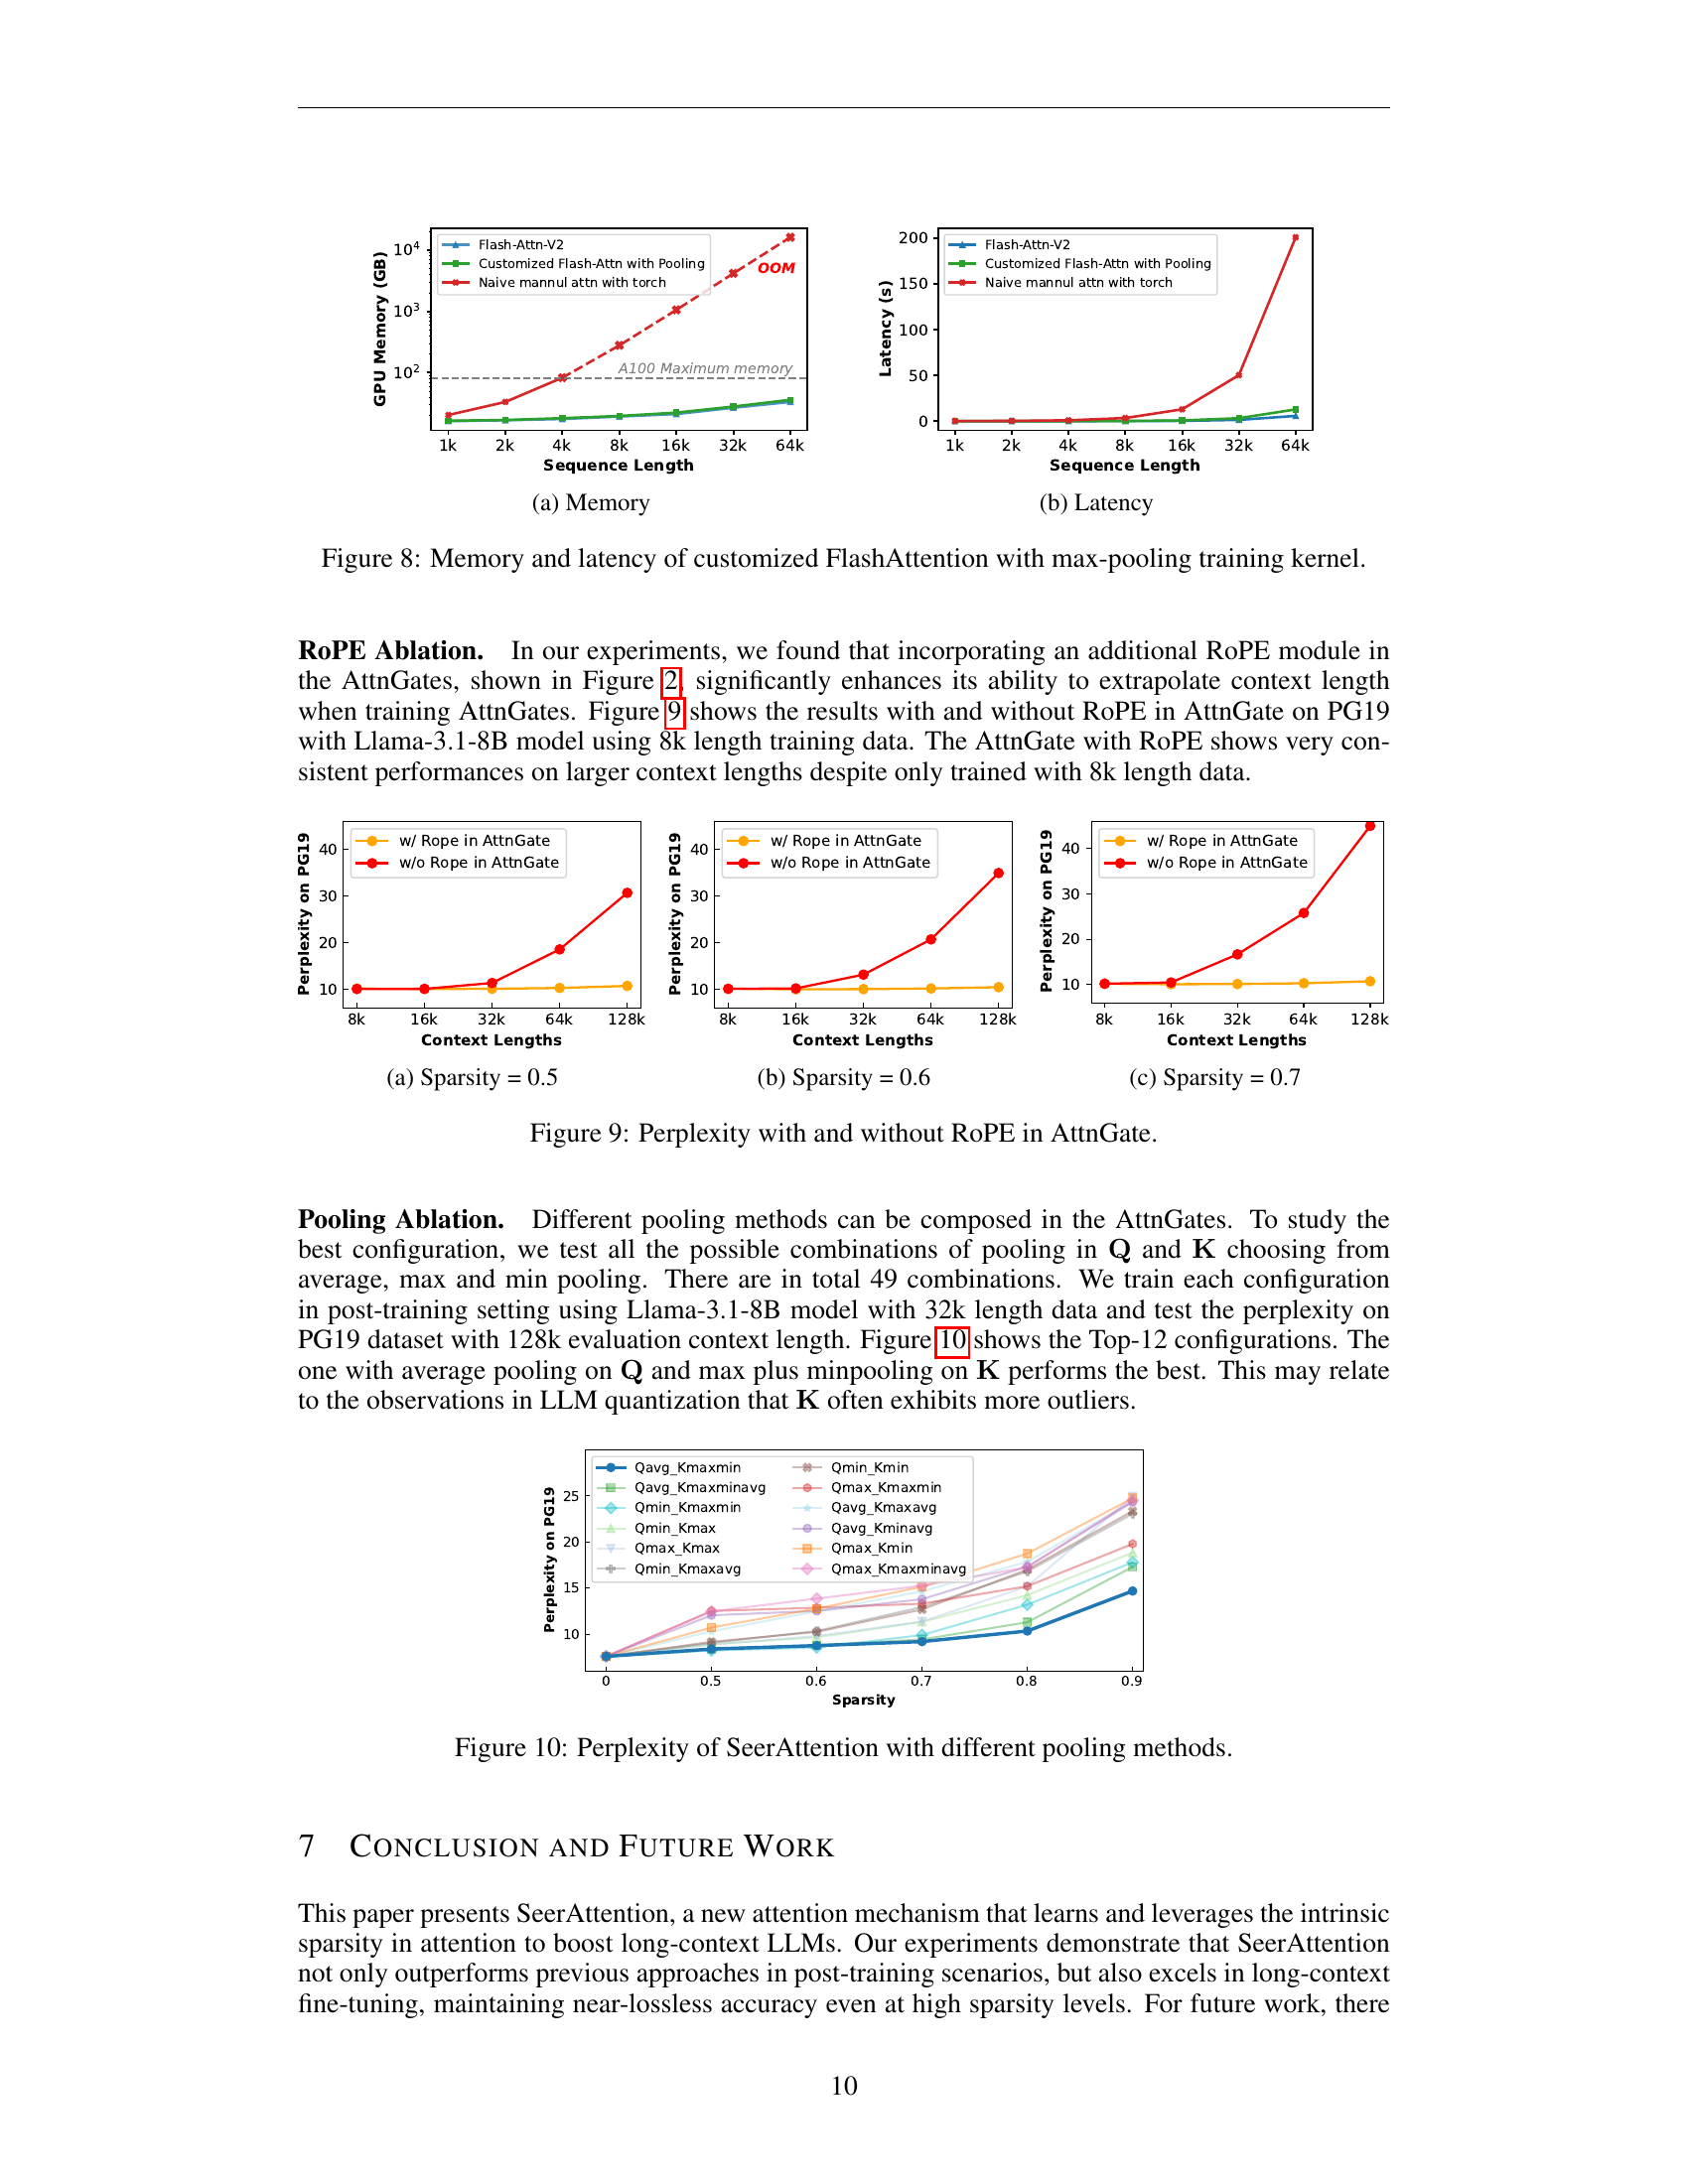 10⁴
10³
10²
GPU Memory (GB)
Flash-Attn-V2
Customized Flash-Attn with Pooling
Naive mannul attn with torch
OOM
A100 Maximum memory
1k 2k 4k 8k 16k 32k 64k
Sequence Length
(a) Memory
200
150
100
50
0
Latency (s)
Flash-Attn-V2
Customized Flash-Attn with Pooling
Naive mannul attn with torch
1k 2k 4k 8k 16k 32k 64k
Sequence Length
(b) Latency
Figure 8: Memory and latency of customized FlashAttention with max-pooling training kernel.
RoPE Ablation. In our experiments, we found that incorporating an additional RoPE module in
the AttnGates, shown in Figure 2, significantly enhances its ability to extrapolate context length
when training AttnGates. Figure 9 shows the results with and without RoPE in AttnGate on PG19
with Llama-3.1-8B model using 8k length training data. The AttnGate with RoPE shows very con-
sistent performances on larger context lengths despite only trained with 8k length data.
Perplexity on PG19
40
30
20
10
w/ Rope in AttnGate
w/o Rope in AttnGate
8k 16k 32k 64k 128k
Context Lengths
(a) Sparsity = 0.5
Perplexity on PG19
40
30
20
10
w/ Rope in AttnGate
w/o Rope in AttnGate
8k 16k 32k 64k 128k
Context Lengths
(b) Sparsity = 0.6
Perplexity on PG19
40
30
20
10
w/ Rope in AttnGate
w/o Rope in AttnGate
8k 16k 32k 64k 128k
Context Lengths
(c) Sparsity = 0.7
Figure 9: Perplexity with and without RoPE in AttnGate.
Pooling Ablation. Different pooling methods can be composed in the AttnGates. To study the
best configuration, we test all the possible combinations of pooling in Q and K choosing from
average, max and min pooling. There are in total 49 combinations. We train each configuration
in post-training setting using Llama-3.1-8B model with 32k length data and test the perplexity on
PG19 dataset with 128k evaluation context length. Figure 10 shows the Top-12 configurations. The
one with average pooling on Q and max plus minpooling on K performs the best. This may relate
to the observations in LLM quantization that K often exhibits more outliers.
Perplexity on PG19
25
20
15
10
Qavg_Kmaxmin Qmin_Kmin
Qavg_Kmaxminavg Qmax_Kmaxmin
Qmin_Kmaxmin Qavg_Kmaxavg
Qmin_Kmax Qavg_Kminavg
Qmax_Kmax Qmax_Kmin
Qmin_Kmaxavg Qmax_Kmaxminavg
0 0.5 0.6 0.7 0.8 0.9
Sparsity
Figure 10: Perplexity of SeerAttention with different pooling methods.
7 CONCLUSION AND FUTURE WORK
This paper presents SeerAttention, a new attention mechanism that learns and leverages the intrinsic
sparsity in attention to boost long-context LLMs. Our experiments demonstrate that SeerAttention
not only outperforms previous approaches in post-training scenarios, but also excels in long-context
fine-tuning, maintaining near-lossless accuracy even at high sparsity levels. For future work, there
10